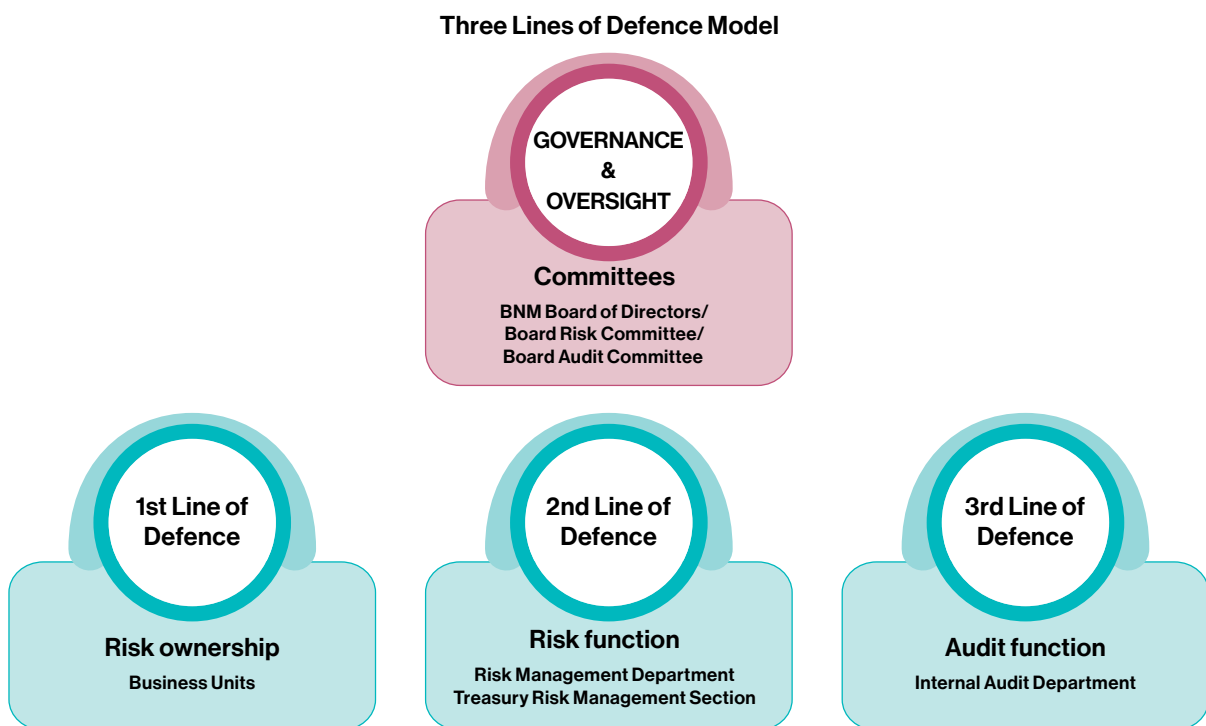 Three Lines of Defence Model
GOVERNANCE
&
OVERSIGHT
Committees
BNM Board of Directors/
Board Risk Committee/
Board Audit Committee
1st Line of
Defence
Risk ownership
Business Units
2nd Line of
Defence
Risk function
Risk Management Department
Treasury Risk Management Section
3rd Line of
Defence
Audit function
Internal Audit Department